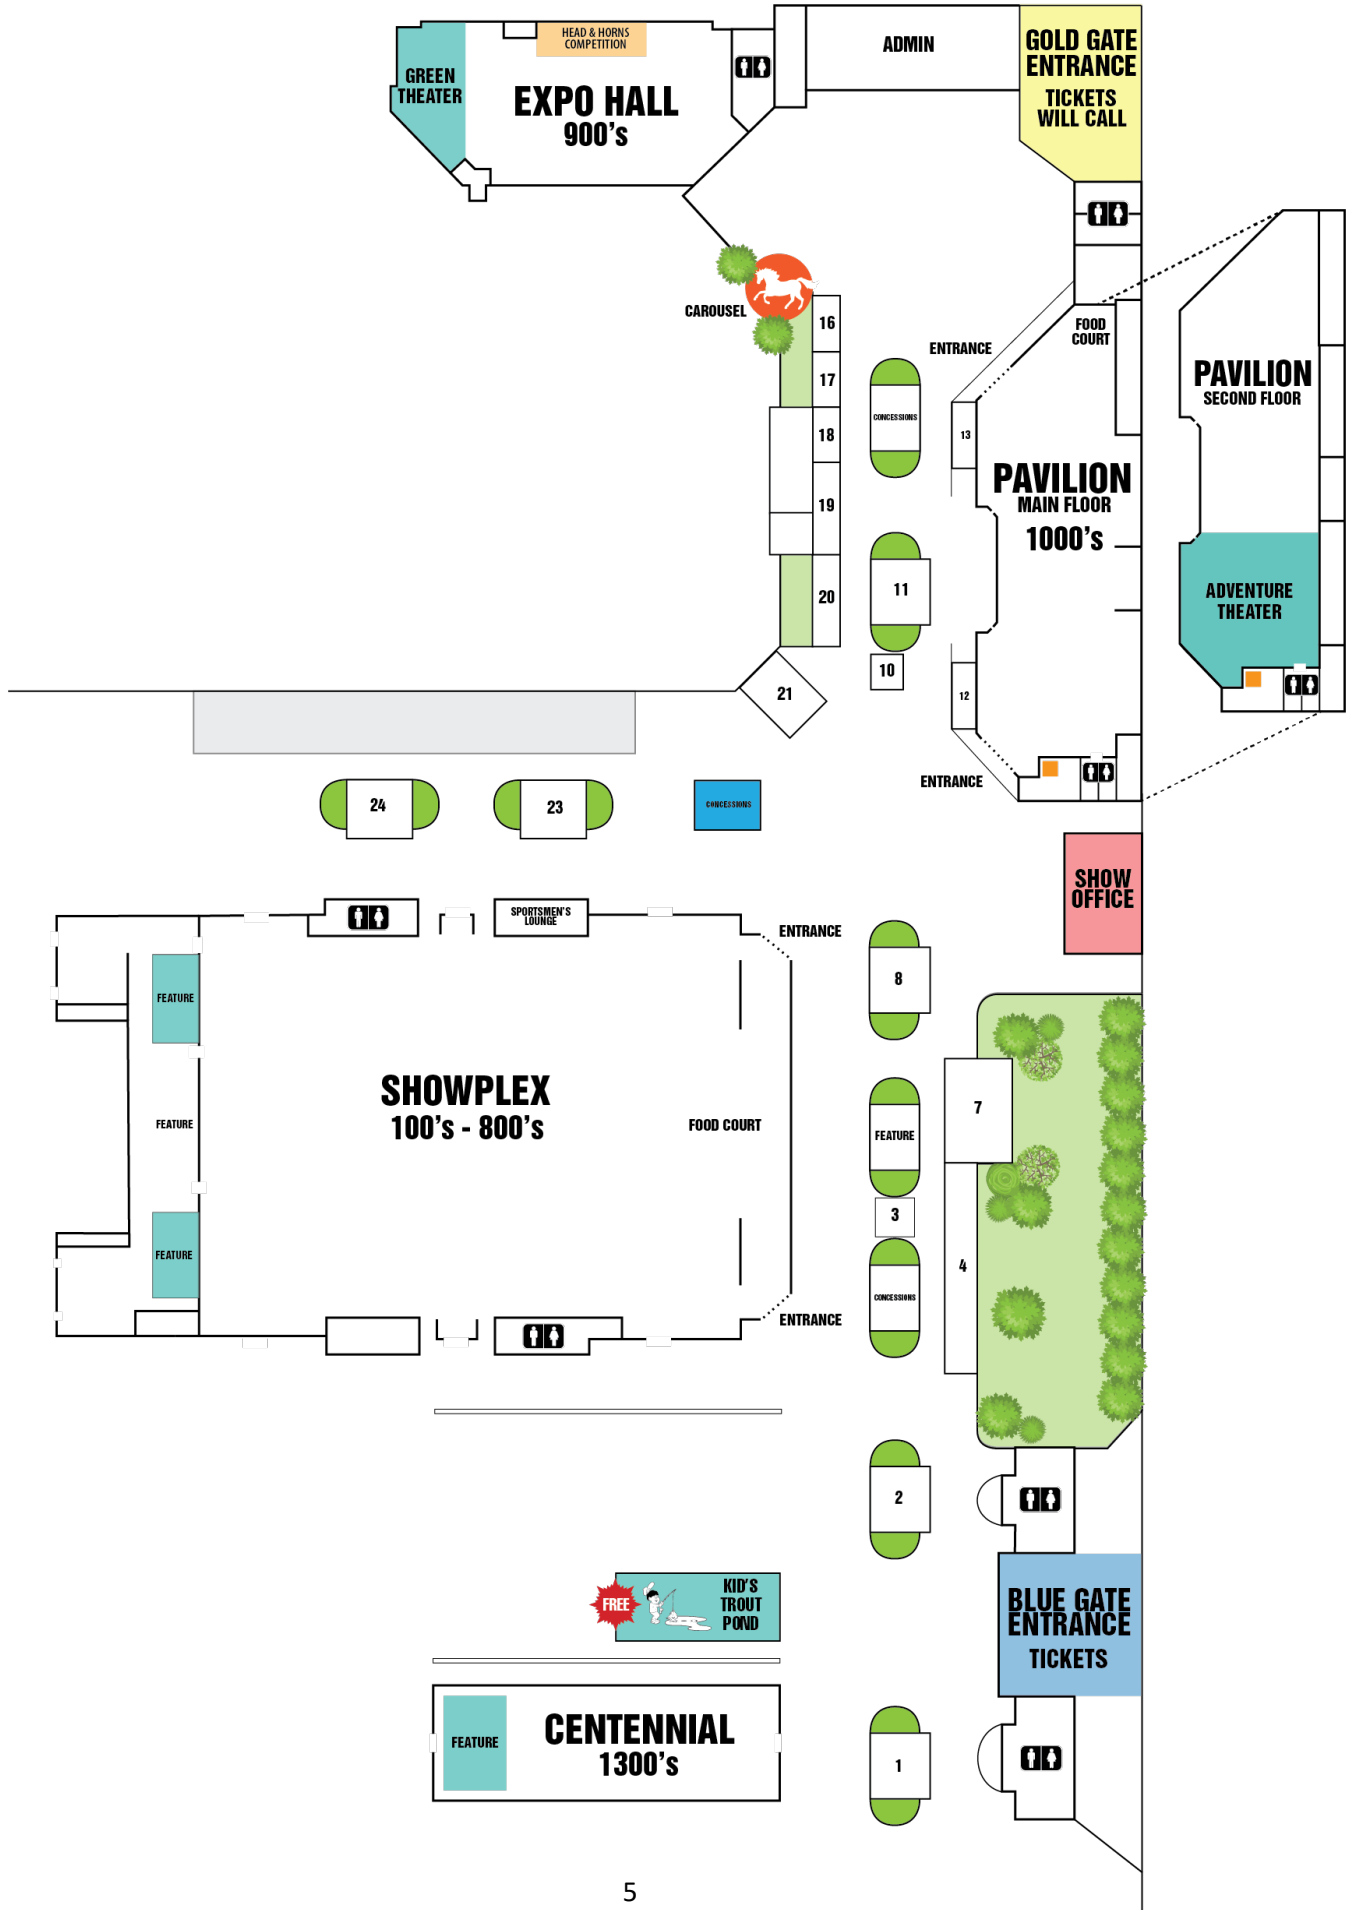 HEAD & HORNS
COMPETITION
GREEN
THEATER
EXPO HALL
900's
ADMIN
GOLD GATE
ENTRANCE
TICKETS
WILL CALL
CAROUSEL
16
17
18
19
20
21
CONCESSIONS
11
10
ENTRANCE
FOOD
COURT
13
PAVILION
MAIN FLOOR
1000's
12
ENTRANCE
PAVILION
SECOND FLOOR
ADVENTURE
THEATER
24
23
CONCESSIONS
SHOW
OFFICE
SPORTSMEN'S
LOUNGE
ENTRANCE
FEATURE
FEATURE
FEATURE
SHOWPLEX
100's - 800's
FOOD COURT
ENTRANCE
8
7
FEATURE
3
4
CONCESSIONS
2
FREE
KID'S
TROUT
POND
BLUE GATE
ENTRANCE
TICKETS
FEATURE
CENTENNIAL
1300's
1
5